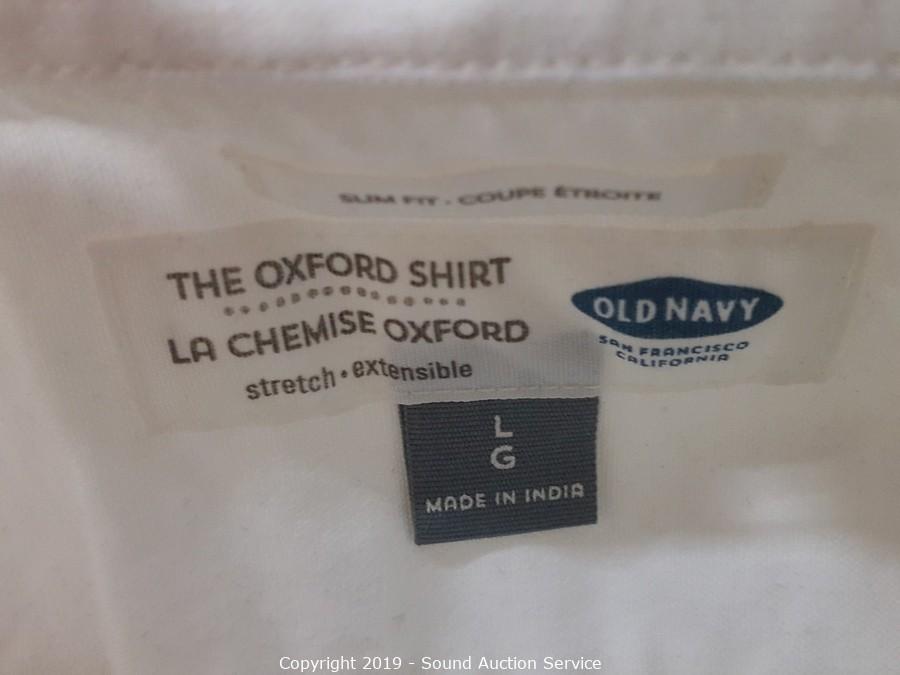 SLIM FIT · COUPE ÉTROITE
THE OXFORD SHIRT
LA CHEMISE OXFORD
stretch · extensible
OLD NAVY
SAN FRANCISCO
CALIFORNIA
L
G
MADE IN INDIA
Copyright 2019 - Sound Auction Service